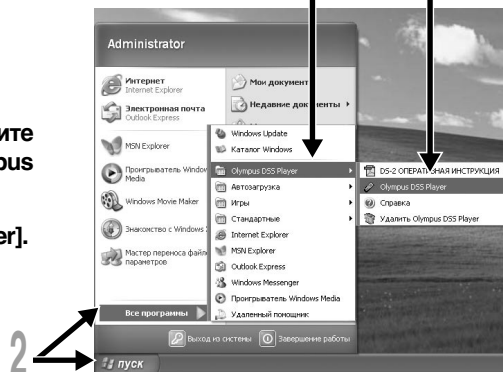 ите
pus
er].
2
Administrator
Интернет
Internet Explorer
Электронная почта
Outlook Express
MSN Explorer
Проигрыватель Window
Media
Windows Movie Maker
Знакомство с Windows
Мастер переноса файл
параметров
Все программы
Мои документ
Недавние документы
Windows Update
Каталог Windows
Olympus DSS Player
Автозагрузка
Игры
Стандартные
Internet Explorer
MSN Explorer
Outlook Express
Windows Messenger
Проигрыватель Windows Media
Удаленный помощник
DS-2 ОПЕРАТИВНАЯ ИНСТРУКЦИЯ
Olympus DSS Player
Справка
Удалить Olympus DSS Player
Выход из системы
Завершение работы
пуск